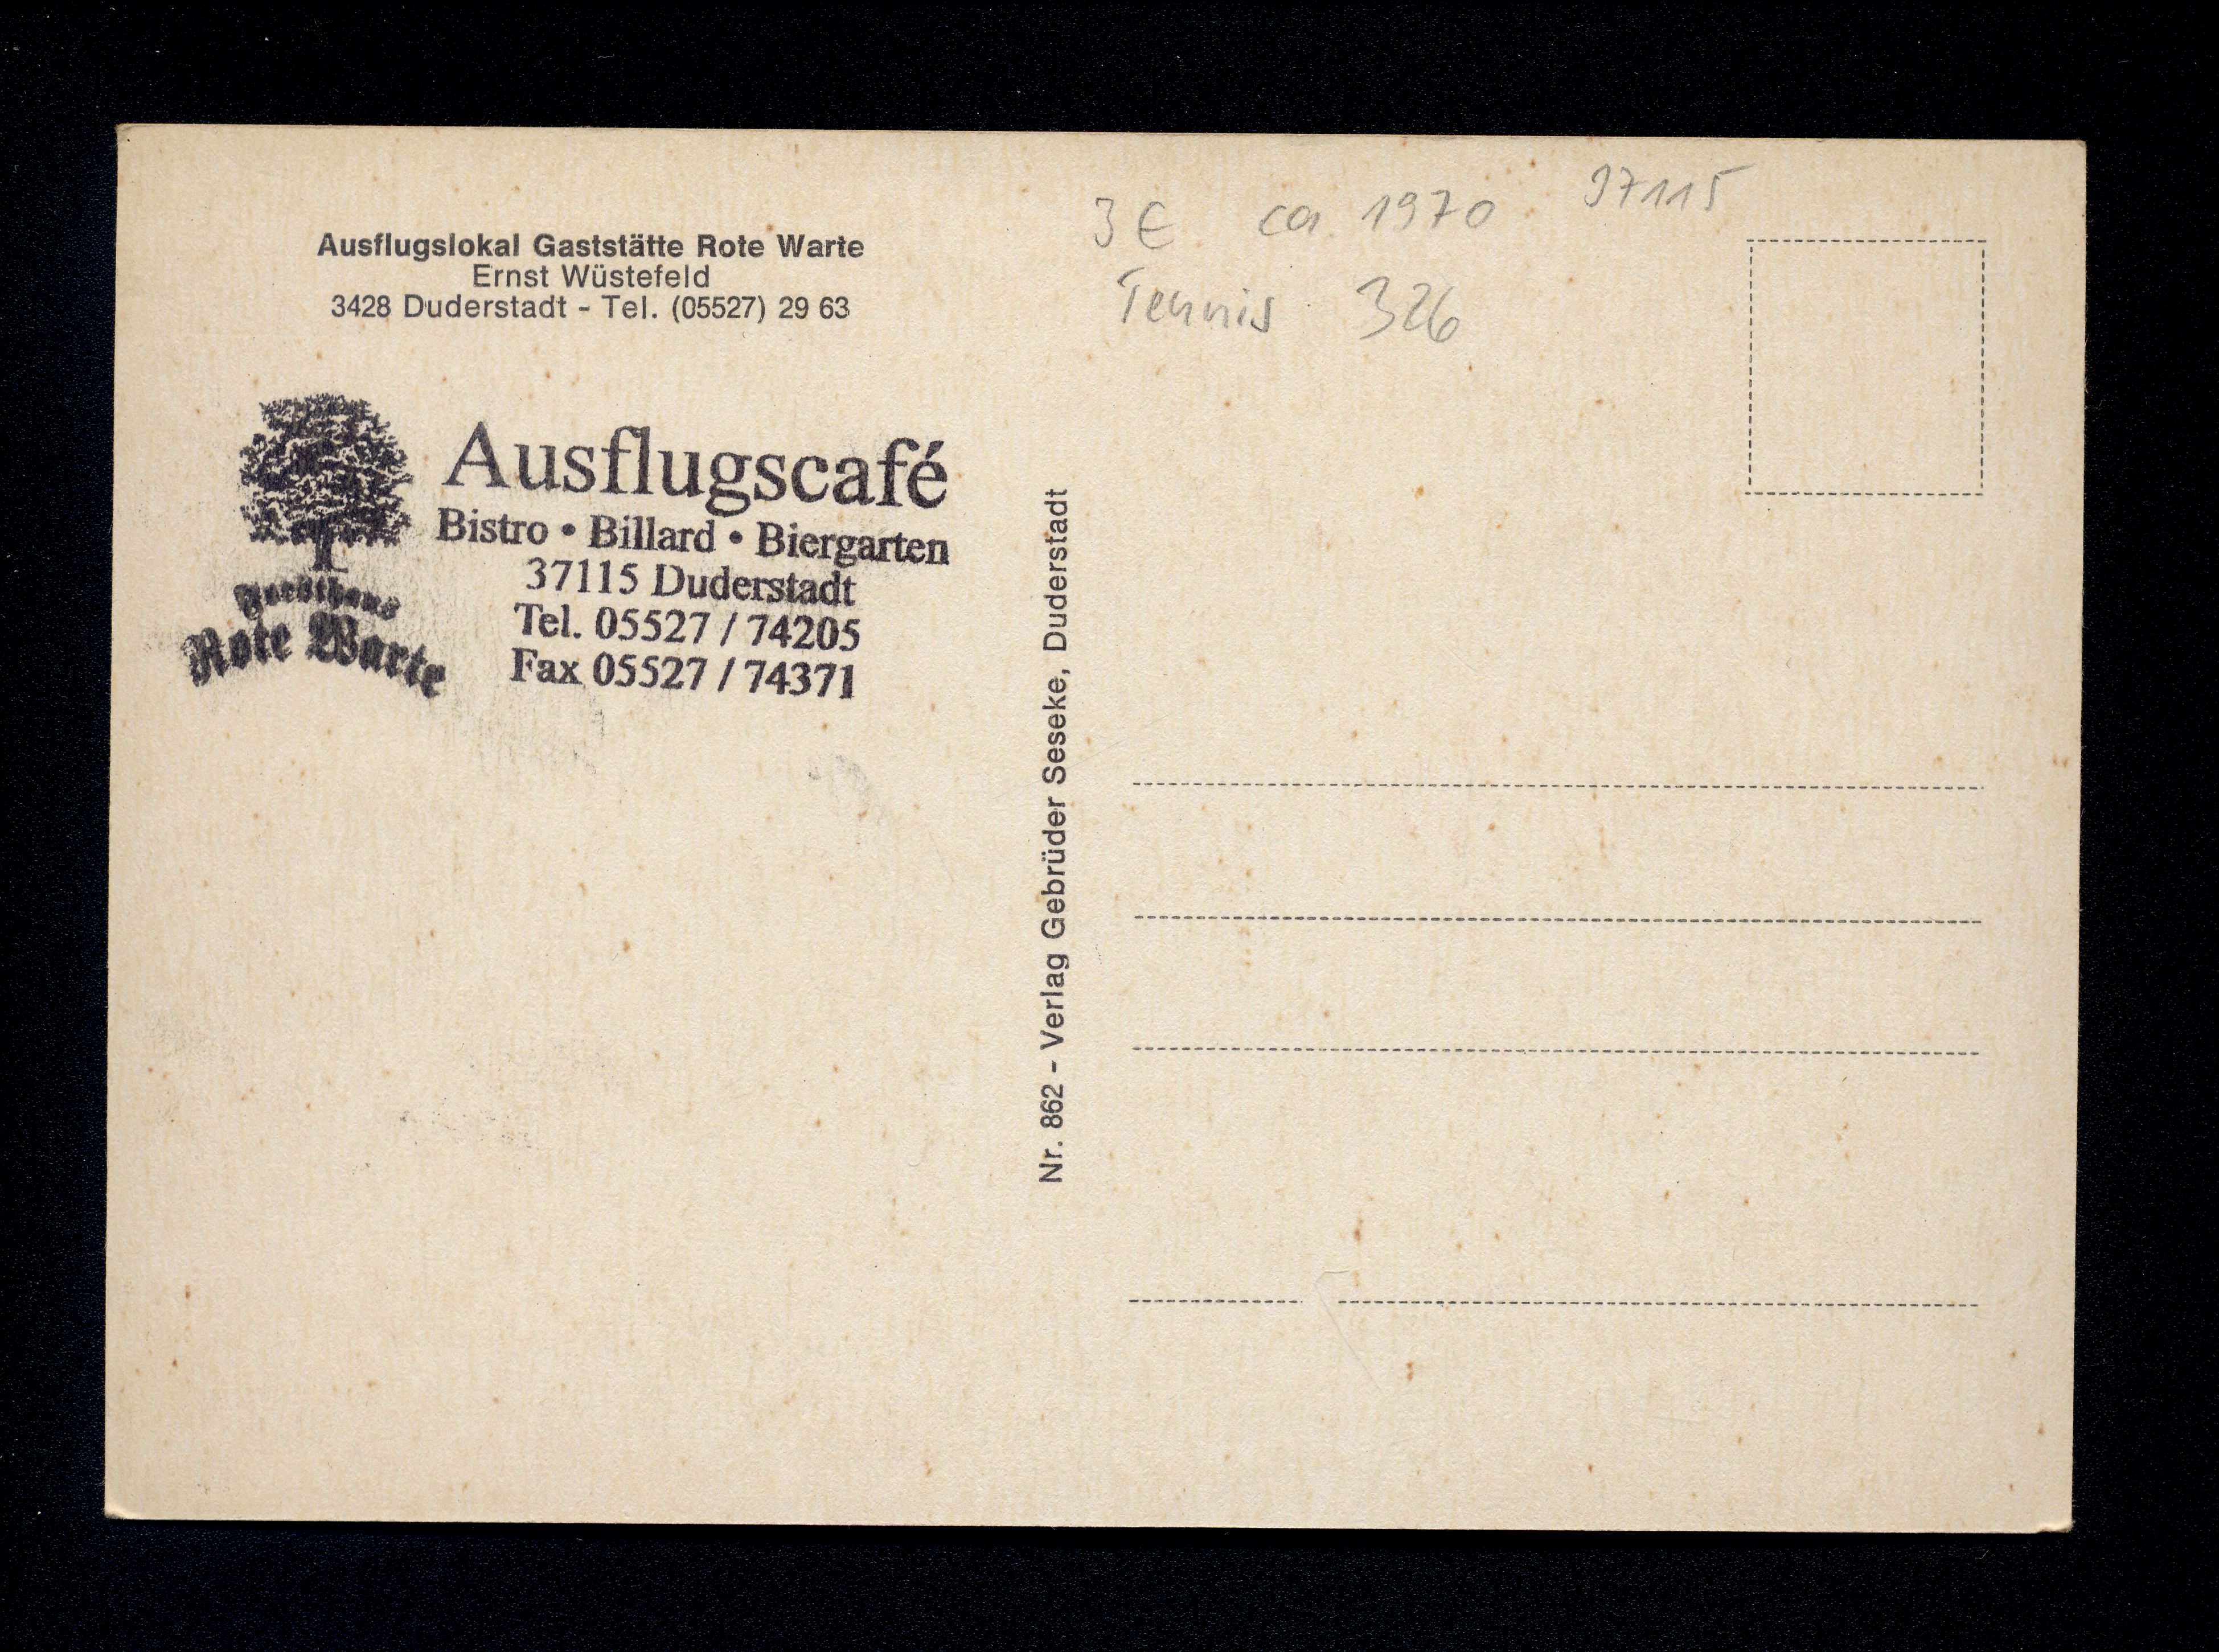 Ausflugslokal Gaststätte Rote Warte
Ernst Wüstefeld
3428 Duderstadt - Tel. (05527) 29 63
Ausflugscafé
Bistro • Billard • Biergarten
37115 Duderstadt
Tel. 05527 / 74205
Fax 05527 / 74371
Forsthaus
Rote Warte
Nr. 862 - Verlag Gebrüder Seseke, Duderstadt
3 € ca. 1970 37115
Tennis 326